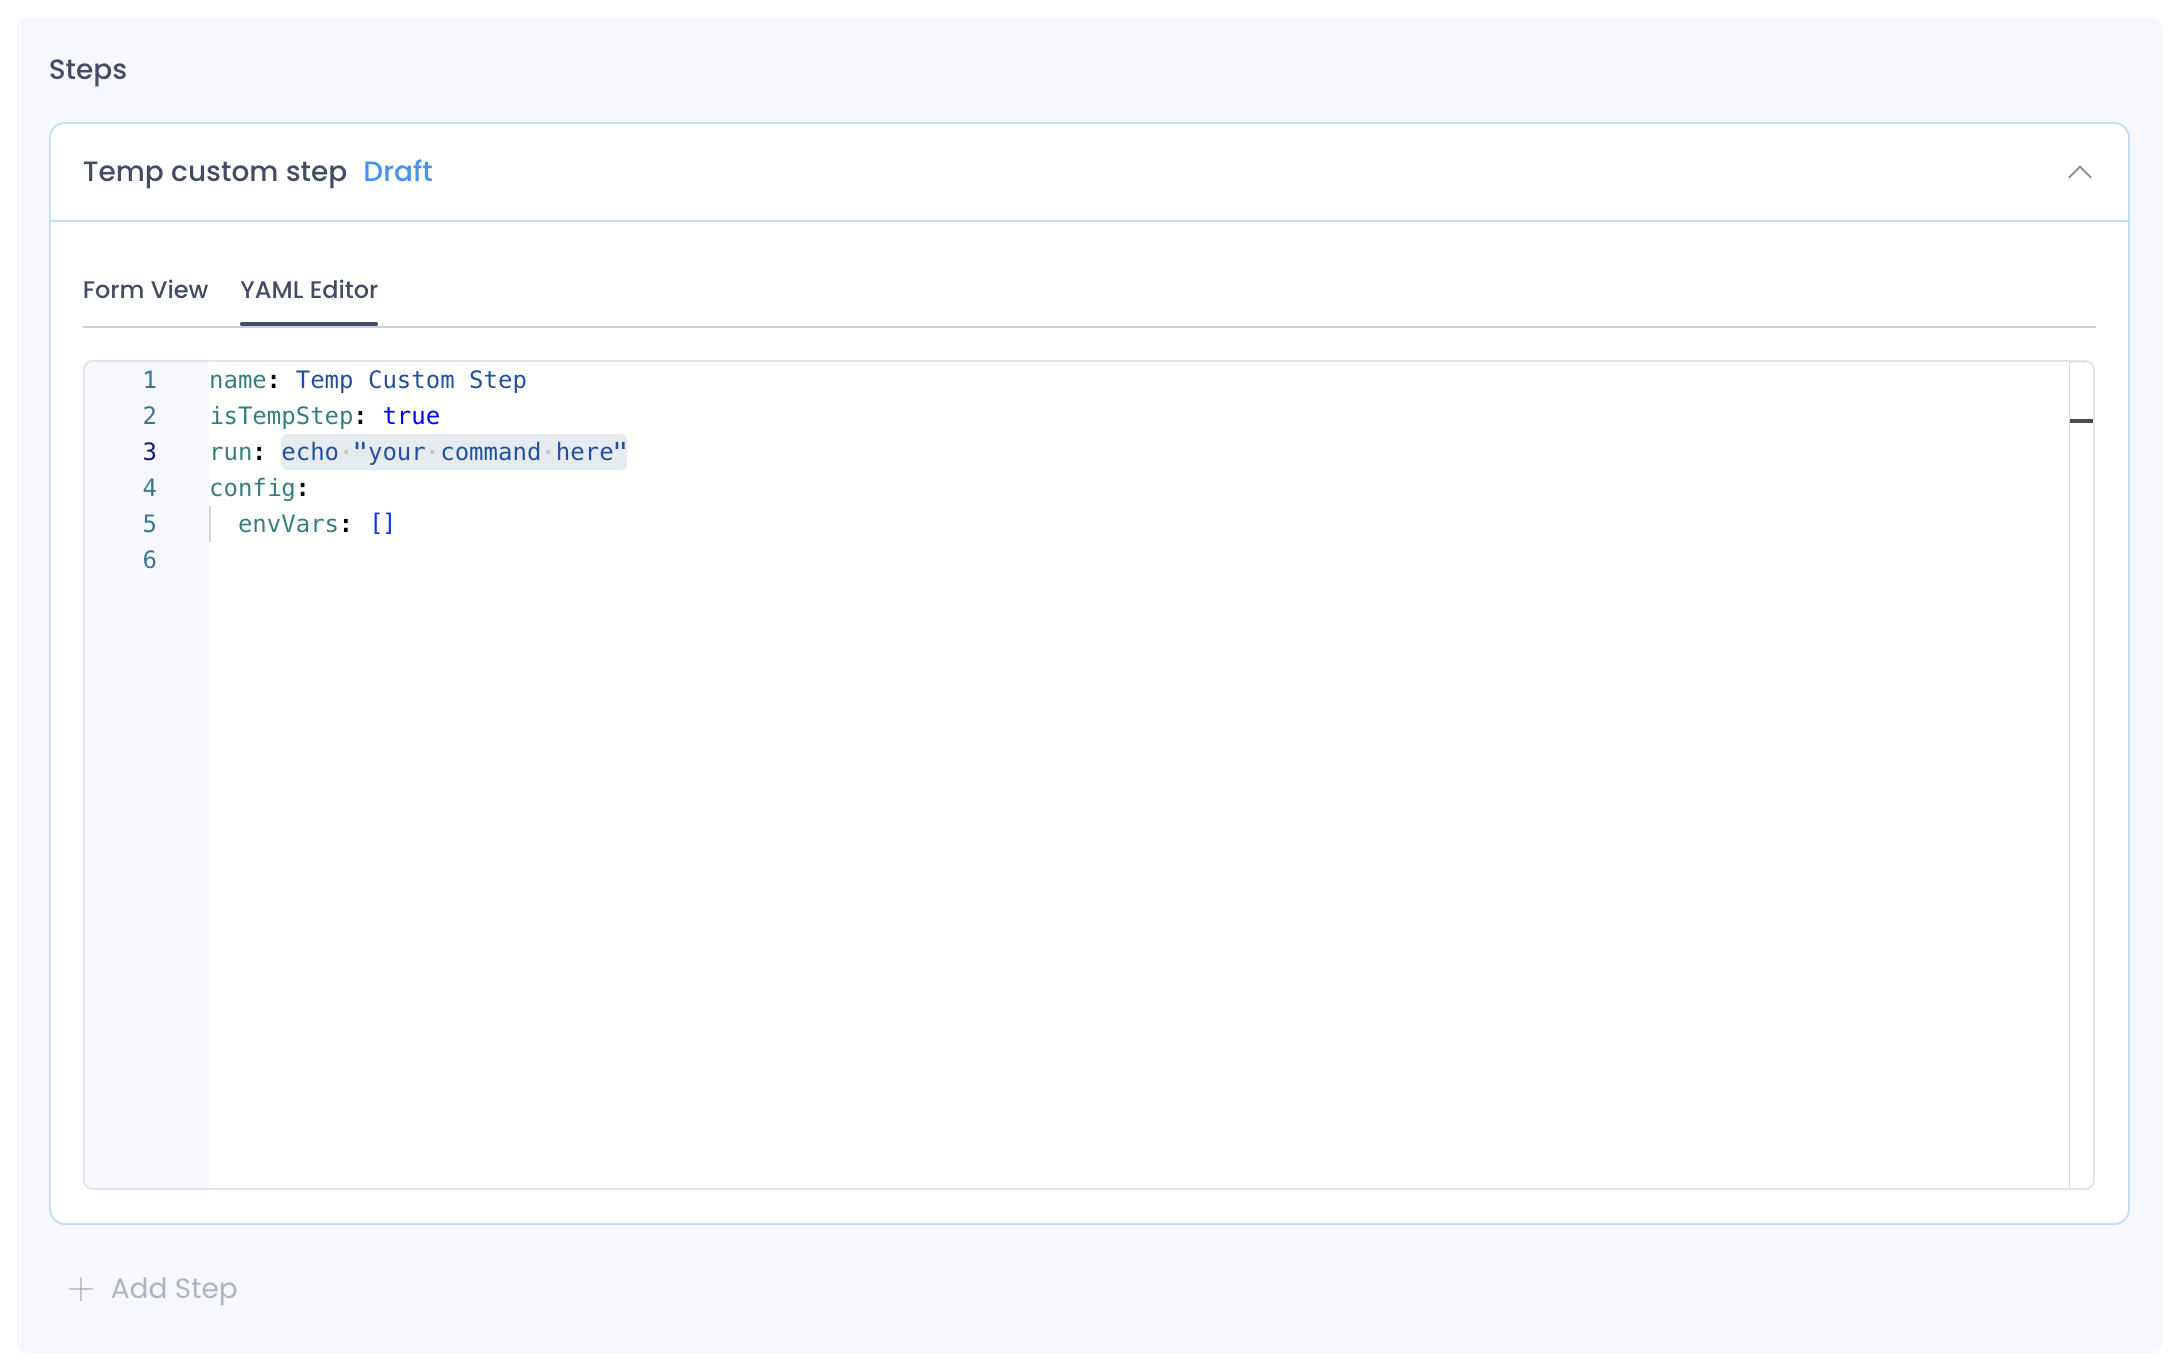 Steps
Temp custom step Draft
Form View YAML Editor
1 name: Temp Custom Step
2 isTempStep: true
3 run: echo "your command here"
4 config:
5   envVars: []
6
+ Add Step